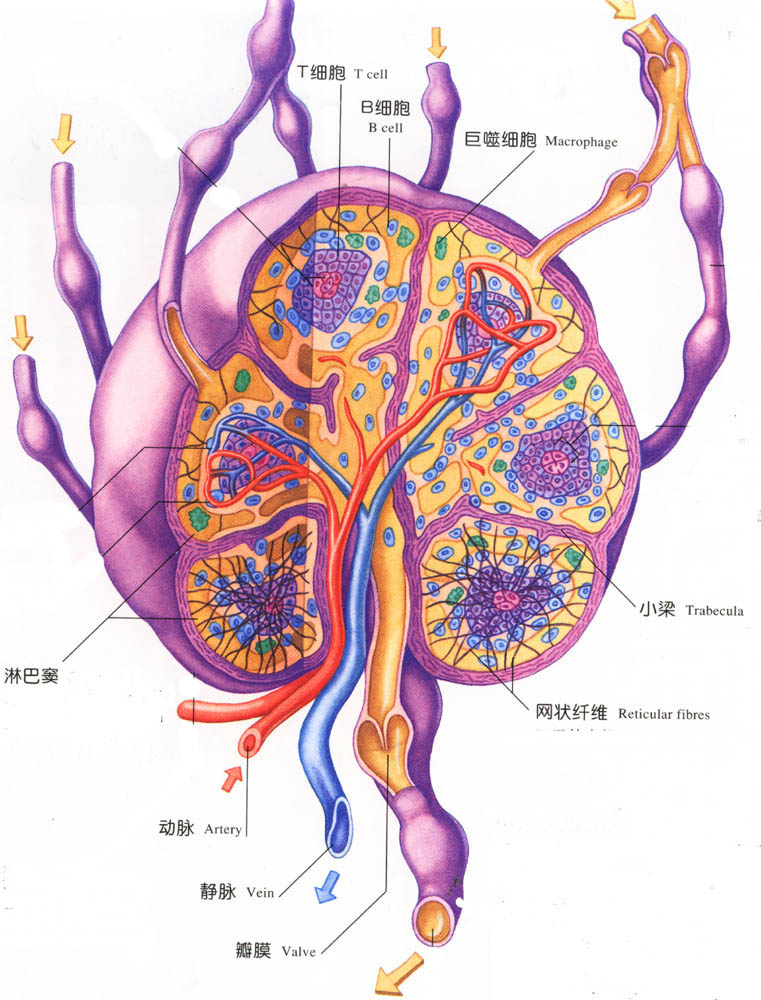 T细胞 T cell
B细胞
B cell
巨噬细胞 Macrophage
小梁 Trabecula
淋巴窦
网状纤维 Reticular fibres
动脉 Artery
静脉 Vein
瓣膜 Valve